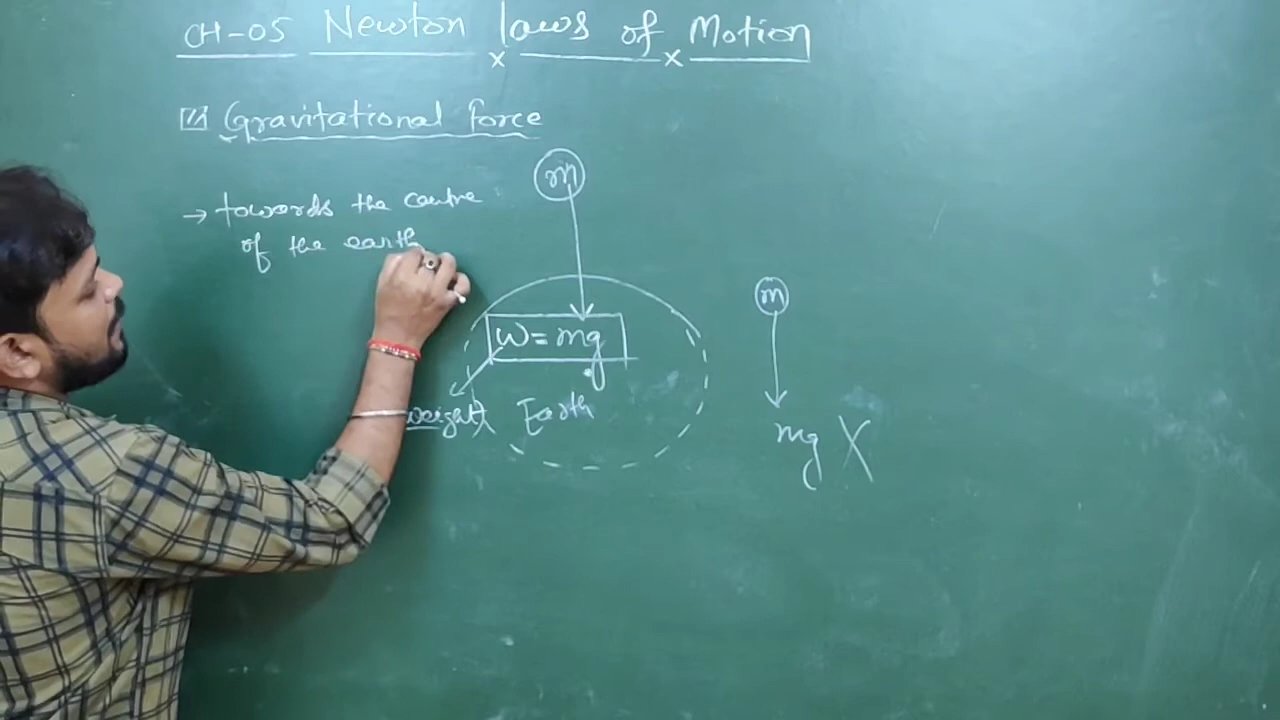 CH-05 Newton laws of Motion
Gravitational force
→ towards the centre
of the earth
m
W = mg
weight
Earth
m
mg X